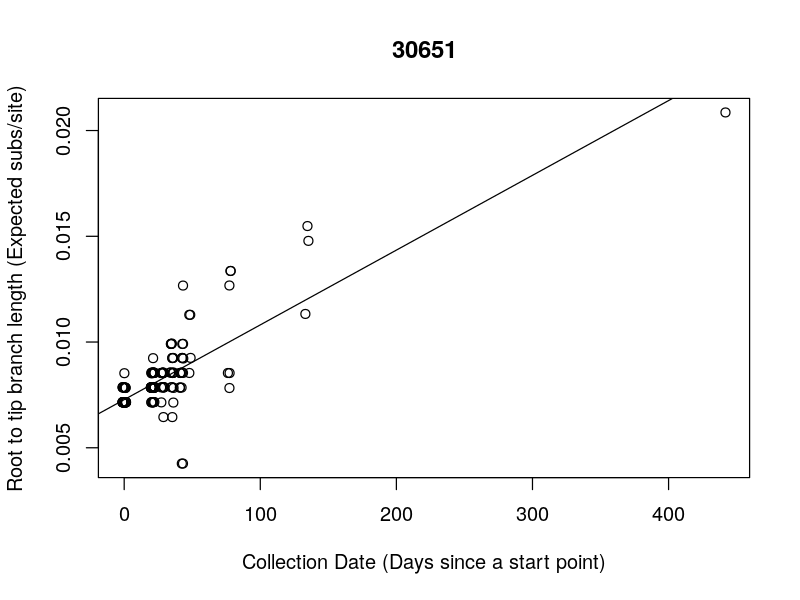 30651
Root to tip branch length (Expected subs/site)
0.020
0.015
0.010
0.005
0 100 200 300 400
Collection Date (Days since a start point)